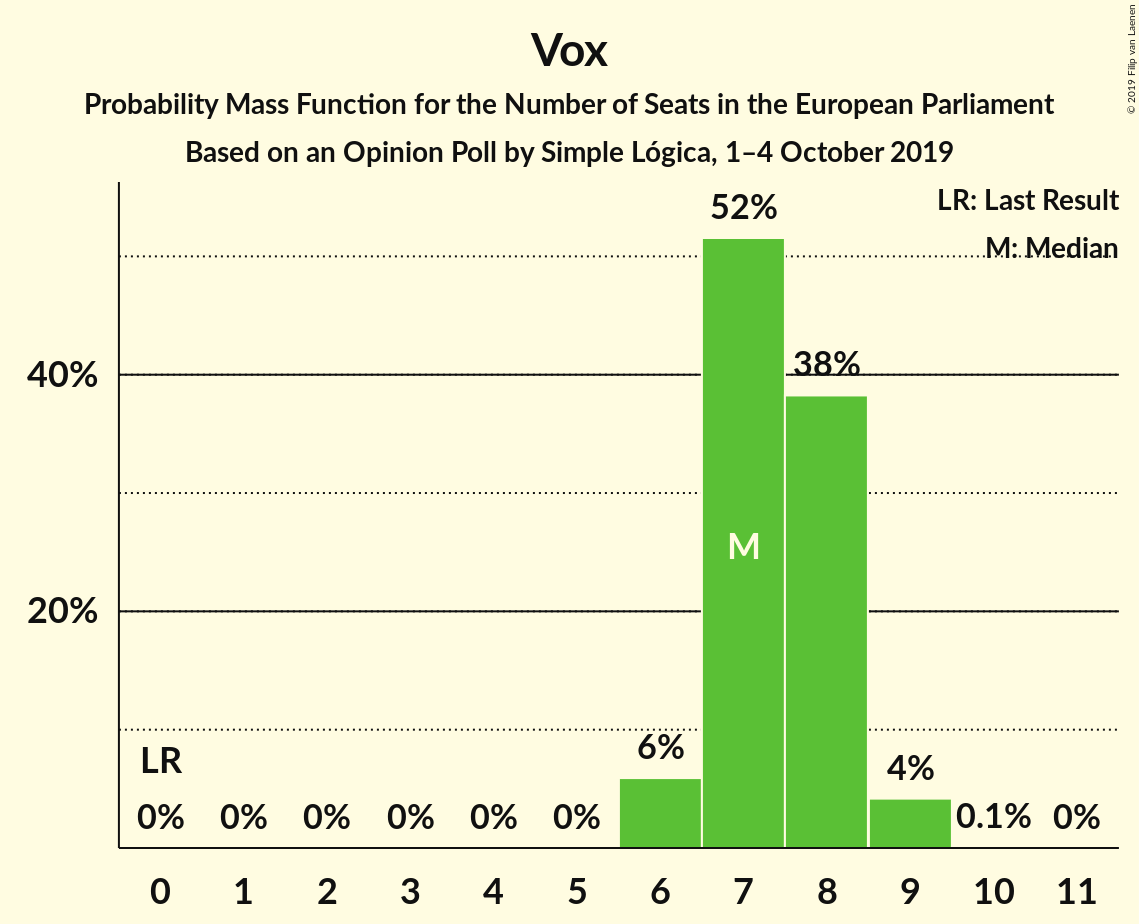 Vox
Probability Mass Function for the Number of Seats in the European Parliament
Based on an Opinion Poll by Simple Lógica, 1–4 October 2019
© 2019 Filip van Laenen
LR: Last Result
M: Median
52%
38%
40%
M
20%
LR
6%
4%
0% 0% 0% 0% 0% 0% 0.1% 0%
0 1 2 3 4 5 6 7 8 9 10 11